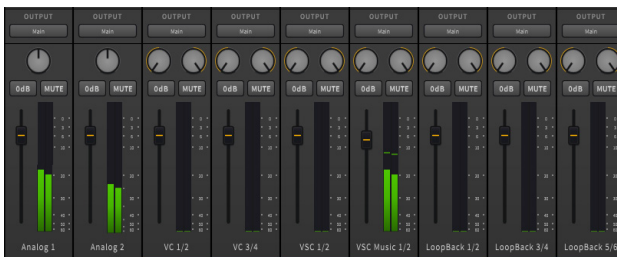 OUTPUT OUTPUT OUTPUT OUTPUT OUTPUT OUTPUT OUTPUT OUTPUT OUTPUT
Main Main Main Main Main Main Main Main Main
0dB MUTE 0dB MUTE 0dB MUTE 0dB MUTE 0dB MUTE 0dB MUTE 0dB MUTE 0dB MUTE 0dB MUTE
Analog 1 Analog 2 VC 1/2 VC 3/4 VSC 1/2 VSC Music 1/2 LoopBack 1/2 LoopBack 3/4 LoopBack 5/6